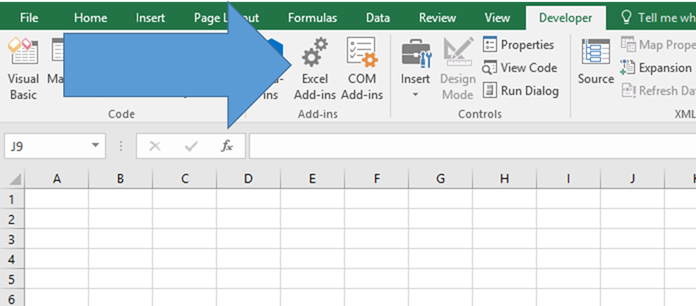 File Home Insert Page Layout Formulas Data Review View Developer Tell me wh
Visual Basic
Excel Add-ins
COM Add-ins
Insert
Design Mode
Properties
View Code
Run Dialog
Source
Map Prope
Expansion
Refresh Da
Code Add-ins Controls XML
J9 fx
A B C D E F G H I J
1
2
3
4
5
6